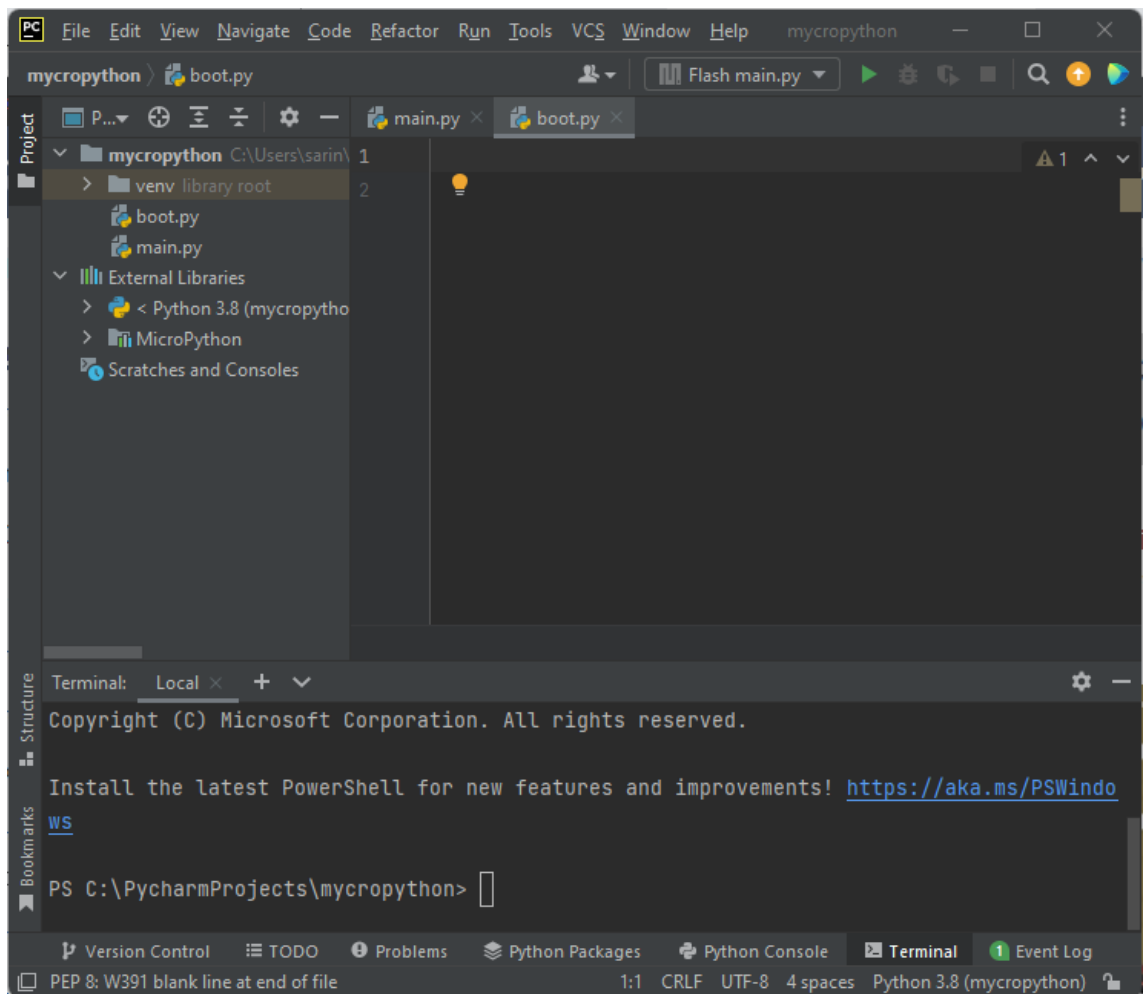 PC File Edit View Navigate Code Refactor Run Tools VCS Window Help mycropython
mycropython boot.py Flash main.py
Project
P... main.py boot.py
mycropython C:\Users\sarin\
venv library root
boot.py
main.py
External Libraries
< Python 3.8 (mycropytho
MicroPython
Scratches and Consoles
1
2
1
Structure
Bookmarks
Terminal: Local
Copyright (C) Microsoft Corporation. All rights reserved.
Install the latest PowerShell for new features and improvements! https://aka.ms/PSWindo
ws
PS C:\PycharmProjects\mycropython>
Version Control TODO Problems Python Packages Python Console Terminal 1 Event Log
PEP 8: W391 blank line at end of file 1:1 CRLF UTF-8 4 spaces Python 3.8 (mycropython)